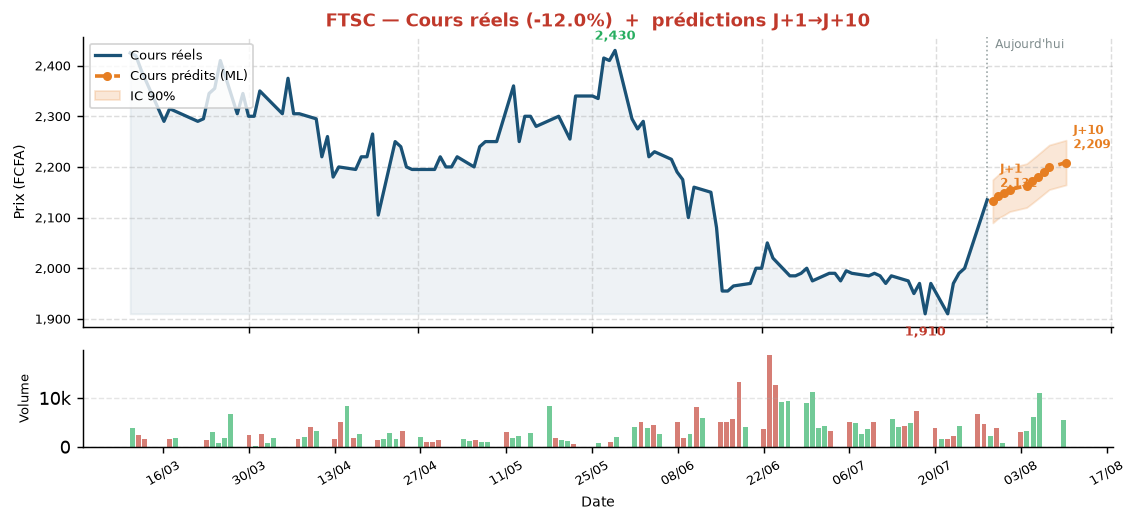 FTSC — Cours réels (-12.0%) + prédictions J+1→J+10
2,430
Aujourd'hui
Cours réels
Cours prédits (ML)
IC 90%
J+10
2,209
J+1
Prix (FCFA)
2,400
2,300
2,200
2,100
2,000
1,900
1,910
Volume
10k
0
16/03 30/03 13/04 27/04 11/05 25/05 08/06 22/06 06/07 20/07 03/08 17/08
Date